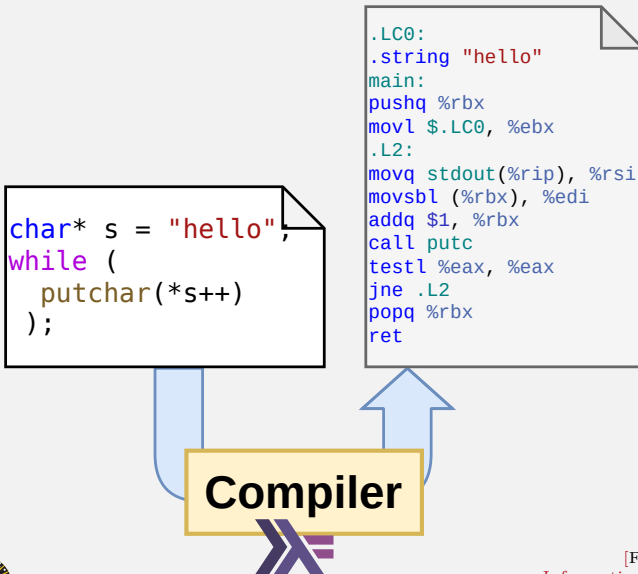 char* s = "hello";
while (
  putchar(*s++)
 );
.LC0:
.string "hello"
main:
pushq %rbx
movl $.LC0, %ebx
.L2:
movq stdout(%rip), %rsi
movsbl (%rbx), %edi
addq $1, %rbx
call putc
testl %eax, %eax
jne .L2
popq %rbx
ret
Compiler
[F